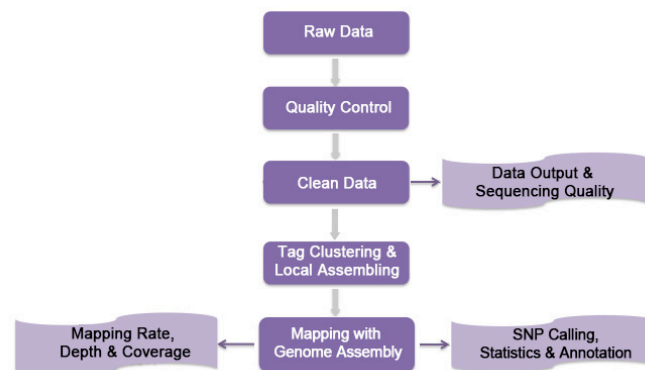 Raw Data
Quality Control
Clean Data
Data Output &
Sequencing Quality
Tag Clustering &
Local Assembling
Mapping Rate,
Depth & Coverage
Mapping with
Genome Assembly
SNP Calling,
Statistics & Annotation